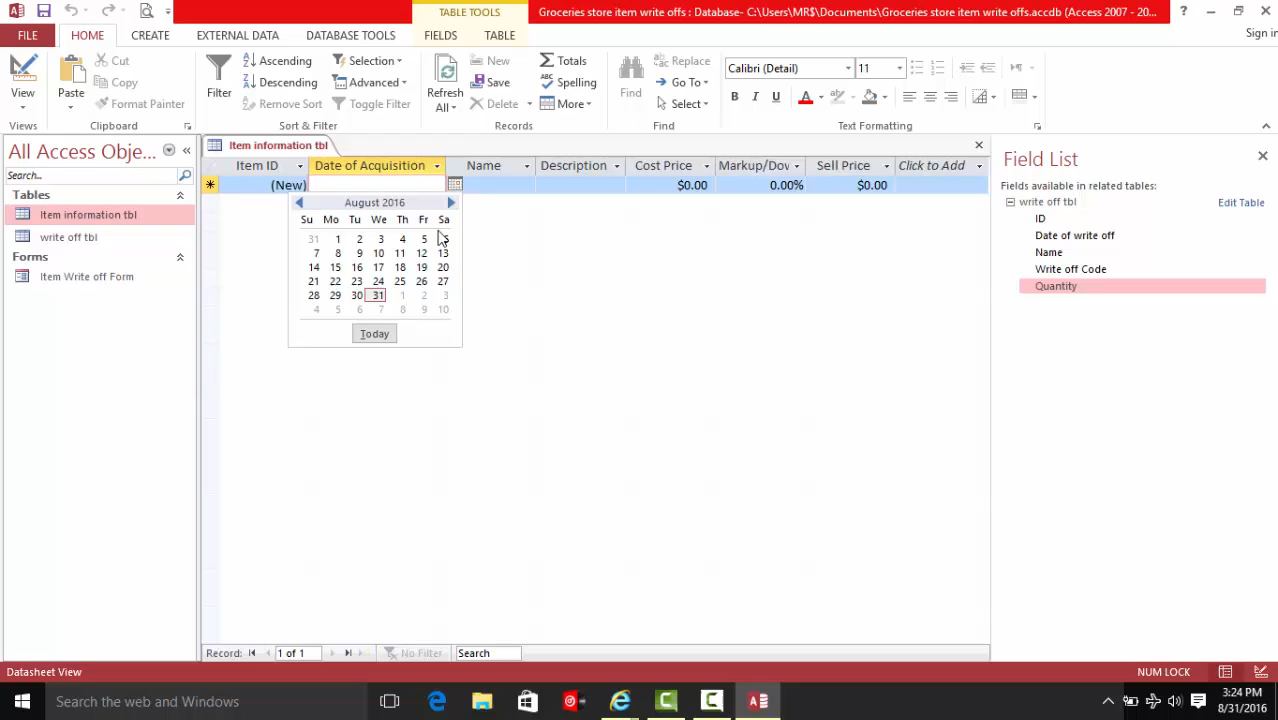 TABLE TOOLS
Groceries store item write offs : Database- C:\Users\MR$\Documents\Groceries store item write offs.accdb (Access 2007 - 20...
?
Sign in
FILE
HOME
CREATE
EXTERNAL DATA
DATABASE TOOLS
FIELDS
TABLE
View
Views
Paste
Cut
Copy
Format Painter
Clipboard
Filter
Ascending
Descending
Remove Sort
Selection
Advanced
Toggle Filter
Sort & Filter
Refresh
All
New
Save
Delete
Totals
Spelling
More
Records
Find
Replace
Go To
Select
Find
Calibri (Detail)
11
B I U
Text Formatting
All Access Obje...
Search...
Tables
Item information tbl
write off tbl
Forms
Item Write off Form
Item information tbl
Item ID Date of Acquisition Name Description Cost Price Markup/Dov Sell Price Click to Add
(New) $0.00 0.00% $0.00
August 2016
Su Mo Tu We Th Fr Sa
31 1 2 3 4 5 6
7 8 9 10 11 12 13
14 15 16 17 18 19 20
21 22 23 24 25 26 27
28 29 30 31 1 2 3
4 5 6 7 8 9 10
Today
Field List
Fields available in related tables:
write off tbl
Edit Table
ID
Date of write off
Name
Write off Code
Quantity
Record: 1 of 1 No Filter Search
Datasheet View
NUM LOCK
Search the web and Windows
3:24 PM
8/31/2016